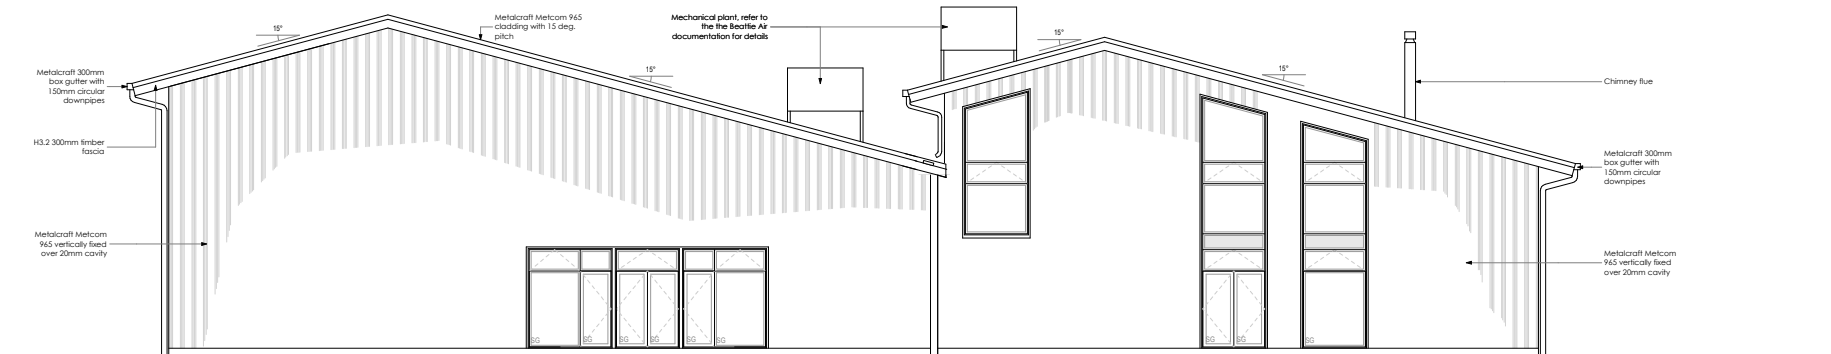 Metalcraft Metcom 965
cladding with 15 deg.
pitch
Mechanical plant, refer to
the the Beattie Air
documentation for details
15°
15°
15°
15°
Metalcraft 300mm
box gutter with
150mm circular
downpipes
Chimney flue
H3.2 300mm timber
fascia
Metalcraft 300mm
box gutter with
150mm circular
downpipes
Metalcraft Metcom
965 vertically fixed
over 20mm cavity
Metalcraft Metcom
965 vertically fixed
over 20mm cavity
SG
SG
SG
SG
SG
SG
SG
SG
SG